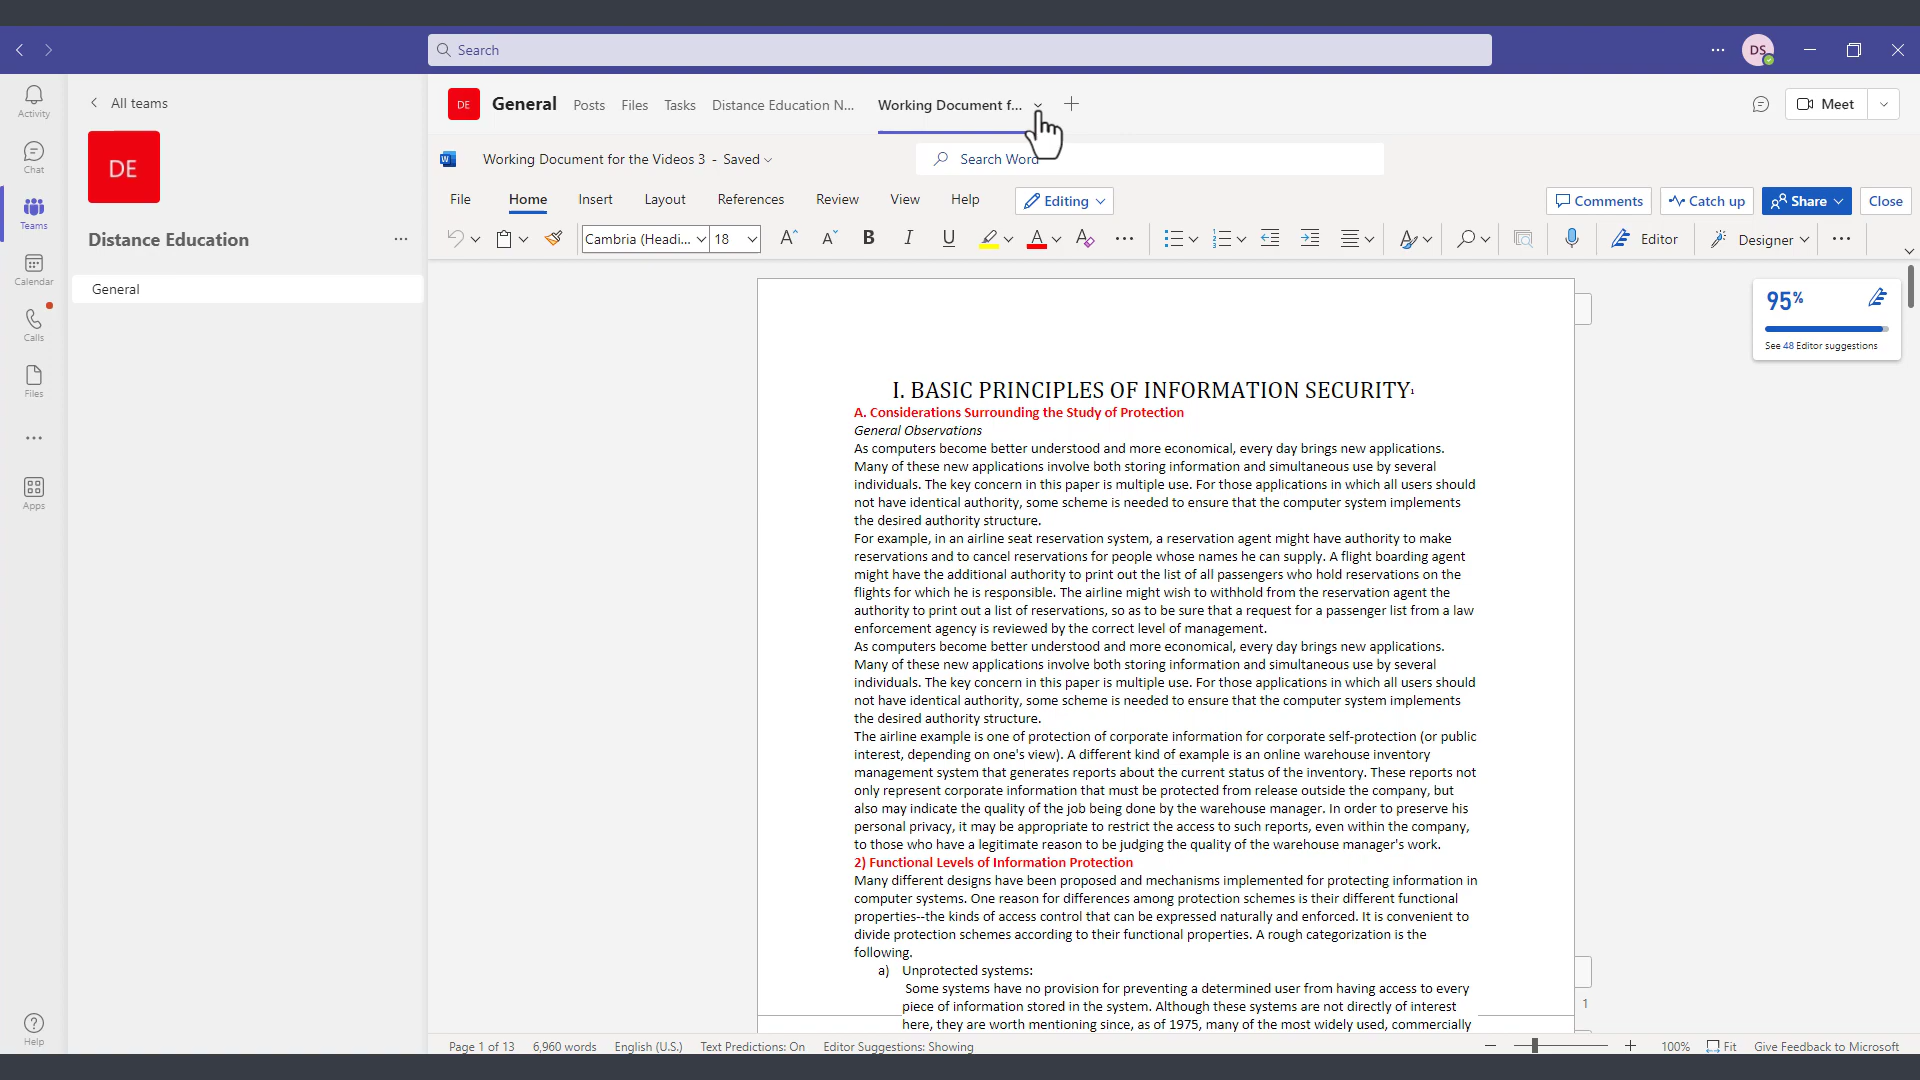 Search
DS
Activity
Chat
Teams
Calendar
Calls
Files
Apps
Help
All teams
DE
Distance Education
General
DE
General
Posts
Files
Tasks
Distance Education N...
Working Document f...
Meet
Working Document for the Videos 3 - Saved
Search Word
File
Home
Insert
Layout
References
Review
View
Help
Editing
Comments
Catch up
Share
Close
Cambria (Headi...
18
Editor
Designer
95%
See 48 Editor suggestions
I. BASIC PRINCIPLES OF INFORMATION SECURITY1
A. Considerations Surrounding the Study of Protection
General Observations
As computers become better understood and more economical, every day brings new applications.
Many of these new applications involve both storing information and simultaneous use by several
individuals. The key concern in this paper is multiple use. For those applications in which all users should
not have identical authority, some scheme is needed to ensure that the computer system implements
the desired authority structure.
For example, in an airline seat reservation system, a reservation agent might have authority to make
reservations and to cancel reservations for people whose names he can supply. A flight boarding agent
might have the additional authority to print out the list of all passengers who hold reservations on the
flights for which he is responsible. The airline might wish to withhold from the reservation agent the
authority to print out a list of reservations, so as to be sure that a request for a passenger list from a law
enforcement agency is reviewed by the correct level of management.
As computers become better understood and more economical, every day brings new applications.
Many of these new applications involve both storing information and simultaneous use by several
individuals. The key concern in this paper is multiple use. For those applications in which all users should
not have identical authority, some scheme is needed to ensure that the computer system implements
the desired authority structure.
The airline example is one of protection of corporate information for corporate self-protection (or public
interest, depending on one's view). A different kind of example is an online warehouse inventory
management system that generates reports about the current status of the inventory. These reports not
only represent corporate information that must be protected from release outside the company, but
also may indicate the quality of the job being done by the warehouse manager. In order to preserve his
personal privacy, it may be appropriate to restrict the access to such reports, even within the company,
to those who have a legitimate reason to be judging the quality of the warehouse manager's work.
2) Functional Levels of Information Protection
Many different designs have been proposed and mechanisms implemented for protecting information in
computer systems. One reason for differences among protection schemes is their different functional
properties--the kinds of access control that can be expressed naturally and enforced. It is convenient to
divide protection schemes according to their functional properties. A rough categorization is the
following.
a) Unprotected systems:
Some systems have no provision for preventing a determined user from having access to every
piece of information stored in the system. Although these systems are not directly of interest
here, they are worth mentioning since, as of 1975, many of the most widely used, commercially
1
Page 1 of 13
6,960 words
English (U.S.)
Text Predictions: On
Editor Suggestions: Showing
100%
Fit
Give Feedback to Microsoft